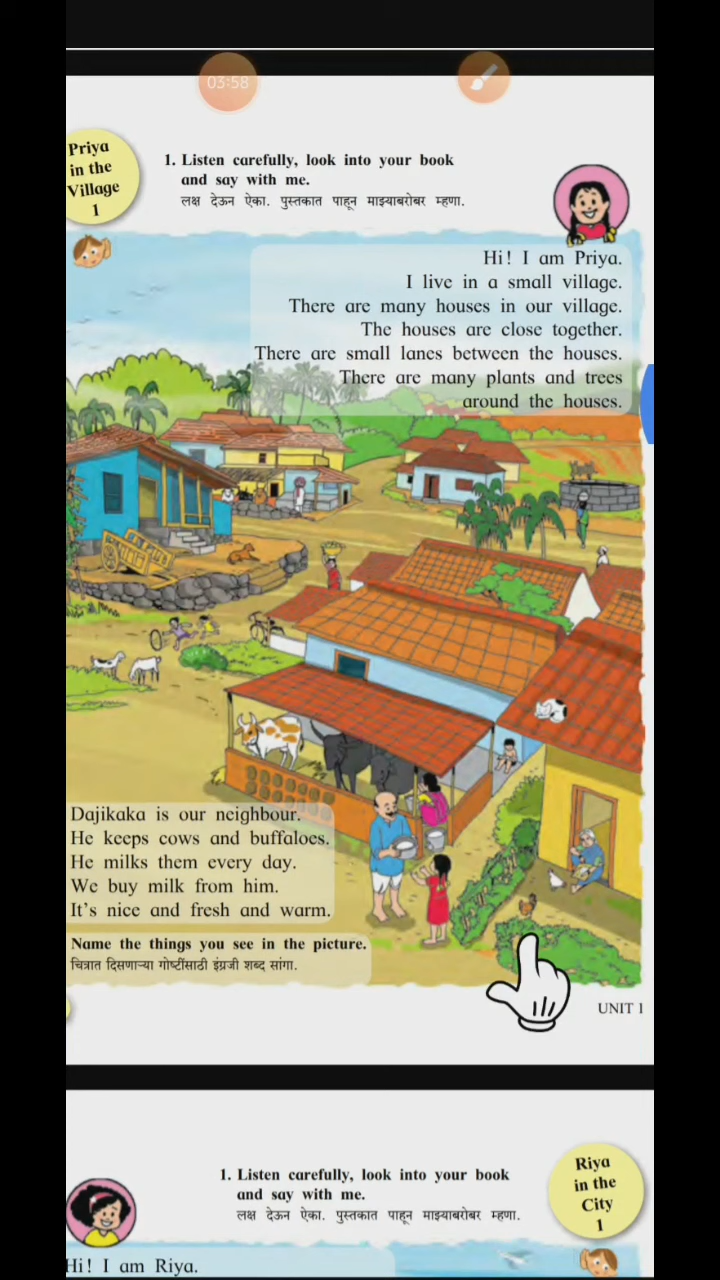 03:58
Priya
in the
Village
1
1. Listen carefully, look into your book
and say with me.
लक्ष देऊन ऐका. पुस्तकात पाहून माझ्याबरोबर म्हणा.
Hi! I am Priya.
I live in a small village.
There are many houses in our village.
The houses are close together.
There are small lanes between the houses.
There are many plants and trees
around the houses.
Dajikaka is our neighbour.
He keeps cows and buffaloes.
He milks them every day.
We buy milk from him.
It's nice and fresh and warm.
Name the things you see in the picture.
चित्रात दिसणाऱ्या गोष्टींसाठी इंग्रजी शब्द सांगा.
UNIT 1
1. Listen carefully, look into your book
and say with me.
लक्ष देऊन ऐका. पुस्तकात पाहून माझ्याबरोबर म्हणा.
Riya
in the
City
1
Hi! I am Riya.